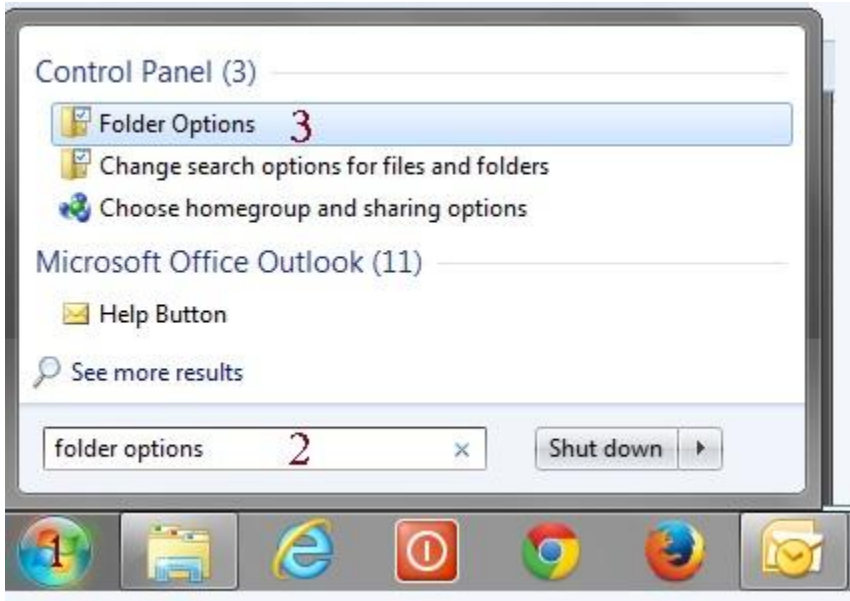 Control Panel (3)
Folder Options 3
Change search options for files and folders
Choose homegroup and sharing options
Microsoft Office Outlook (11)
Help Button
See more results
folder options 2 Shut down
1